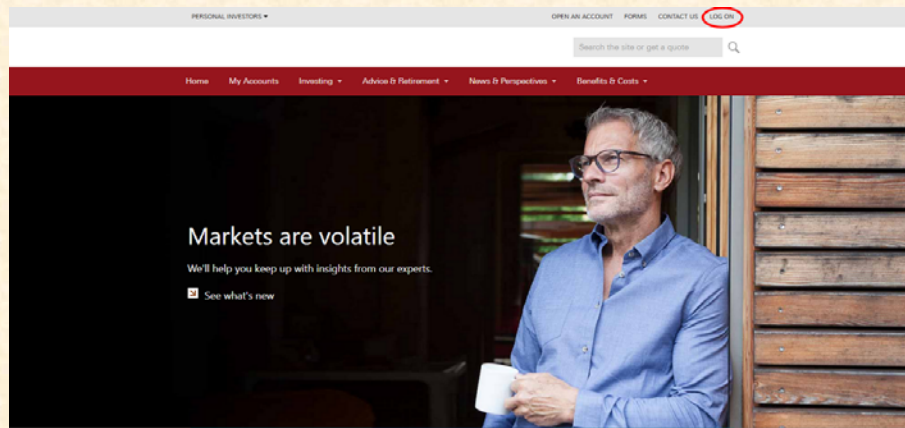 PERSONAL INVESTORS
OPEN AN ACCOUNT FORMS CONTACT US LOG ON
Search the site or get a quote
Home My Accounts Investing Advice & Retirement News & Perspectives Benefits & Costs
Markets are volatile
We'll help you keep up with insights from our experts.
See what's new